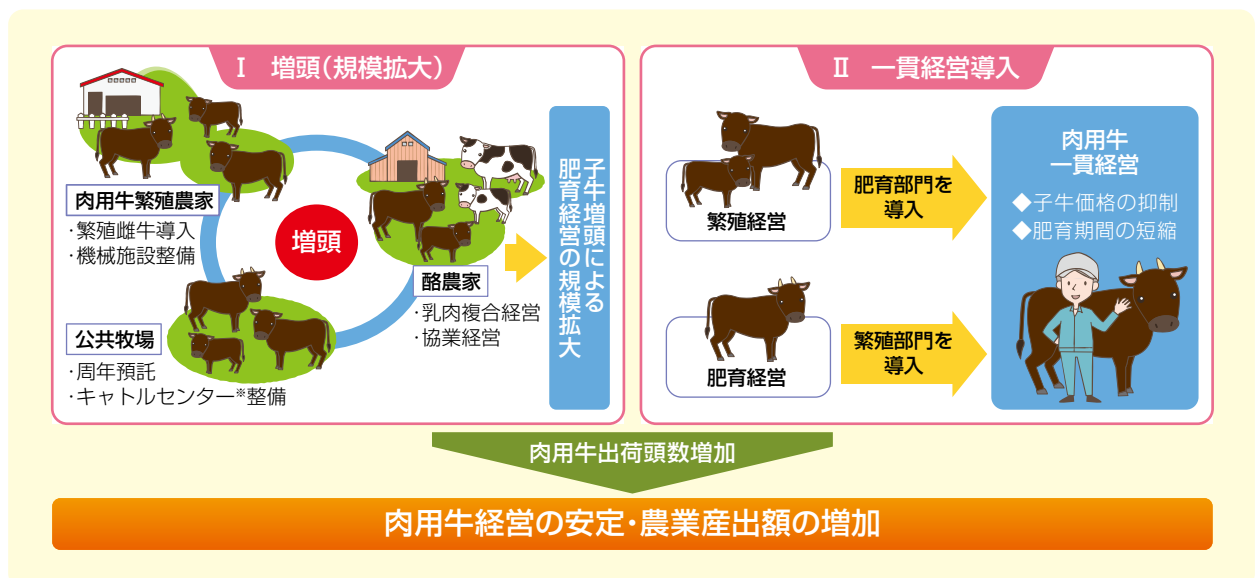 Ⅰ 増頭(規模拡大)
肉用牛繁殖農家
・繁殖雌牛導入
・機械施設整備
増頭
酪農家
・乳肉複合経営
・協業経営
公共牧場
・周年預託
・キャトルセンター※整備
子牛増頭による
肥育経営の規模拡大
Ⅱ 一貫経営導入
繁殖経営
肥育部門を
導入
肥育経営
繁殖部門を
導入
肉用牛
一貫経営
◆子牛価格の抑制
◆肥育期間の短縮
肉用牛出荷頭数増加
肉用牛経営の安定・農業産出額の増加